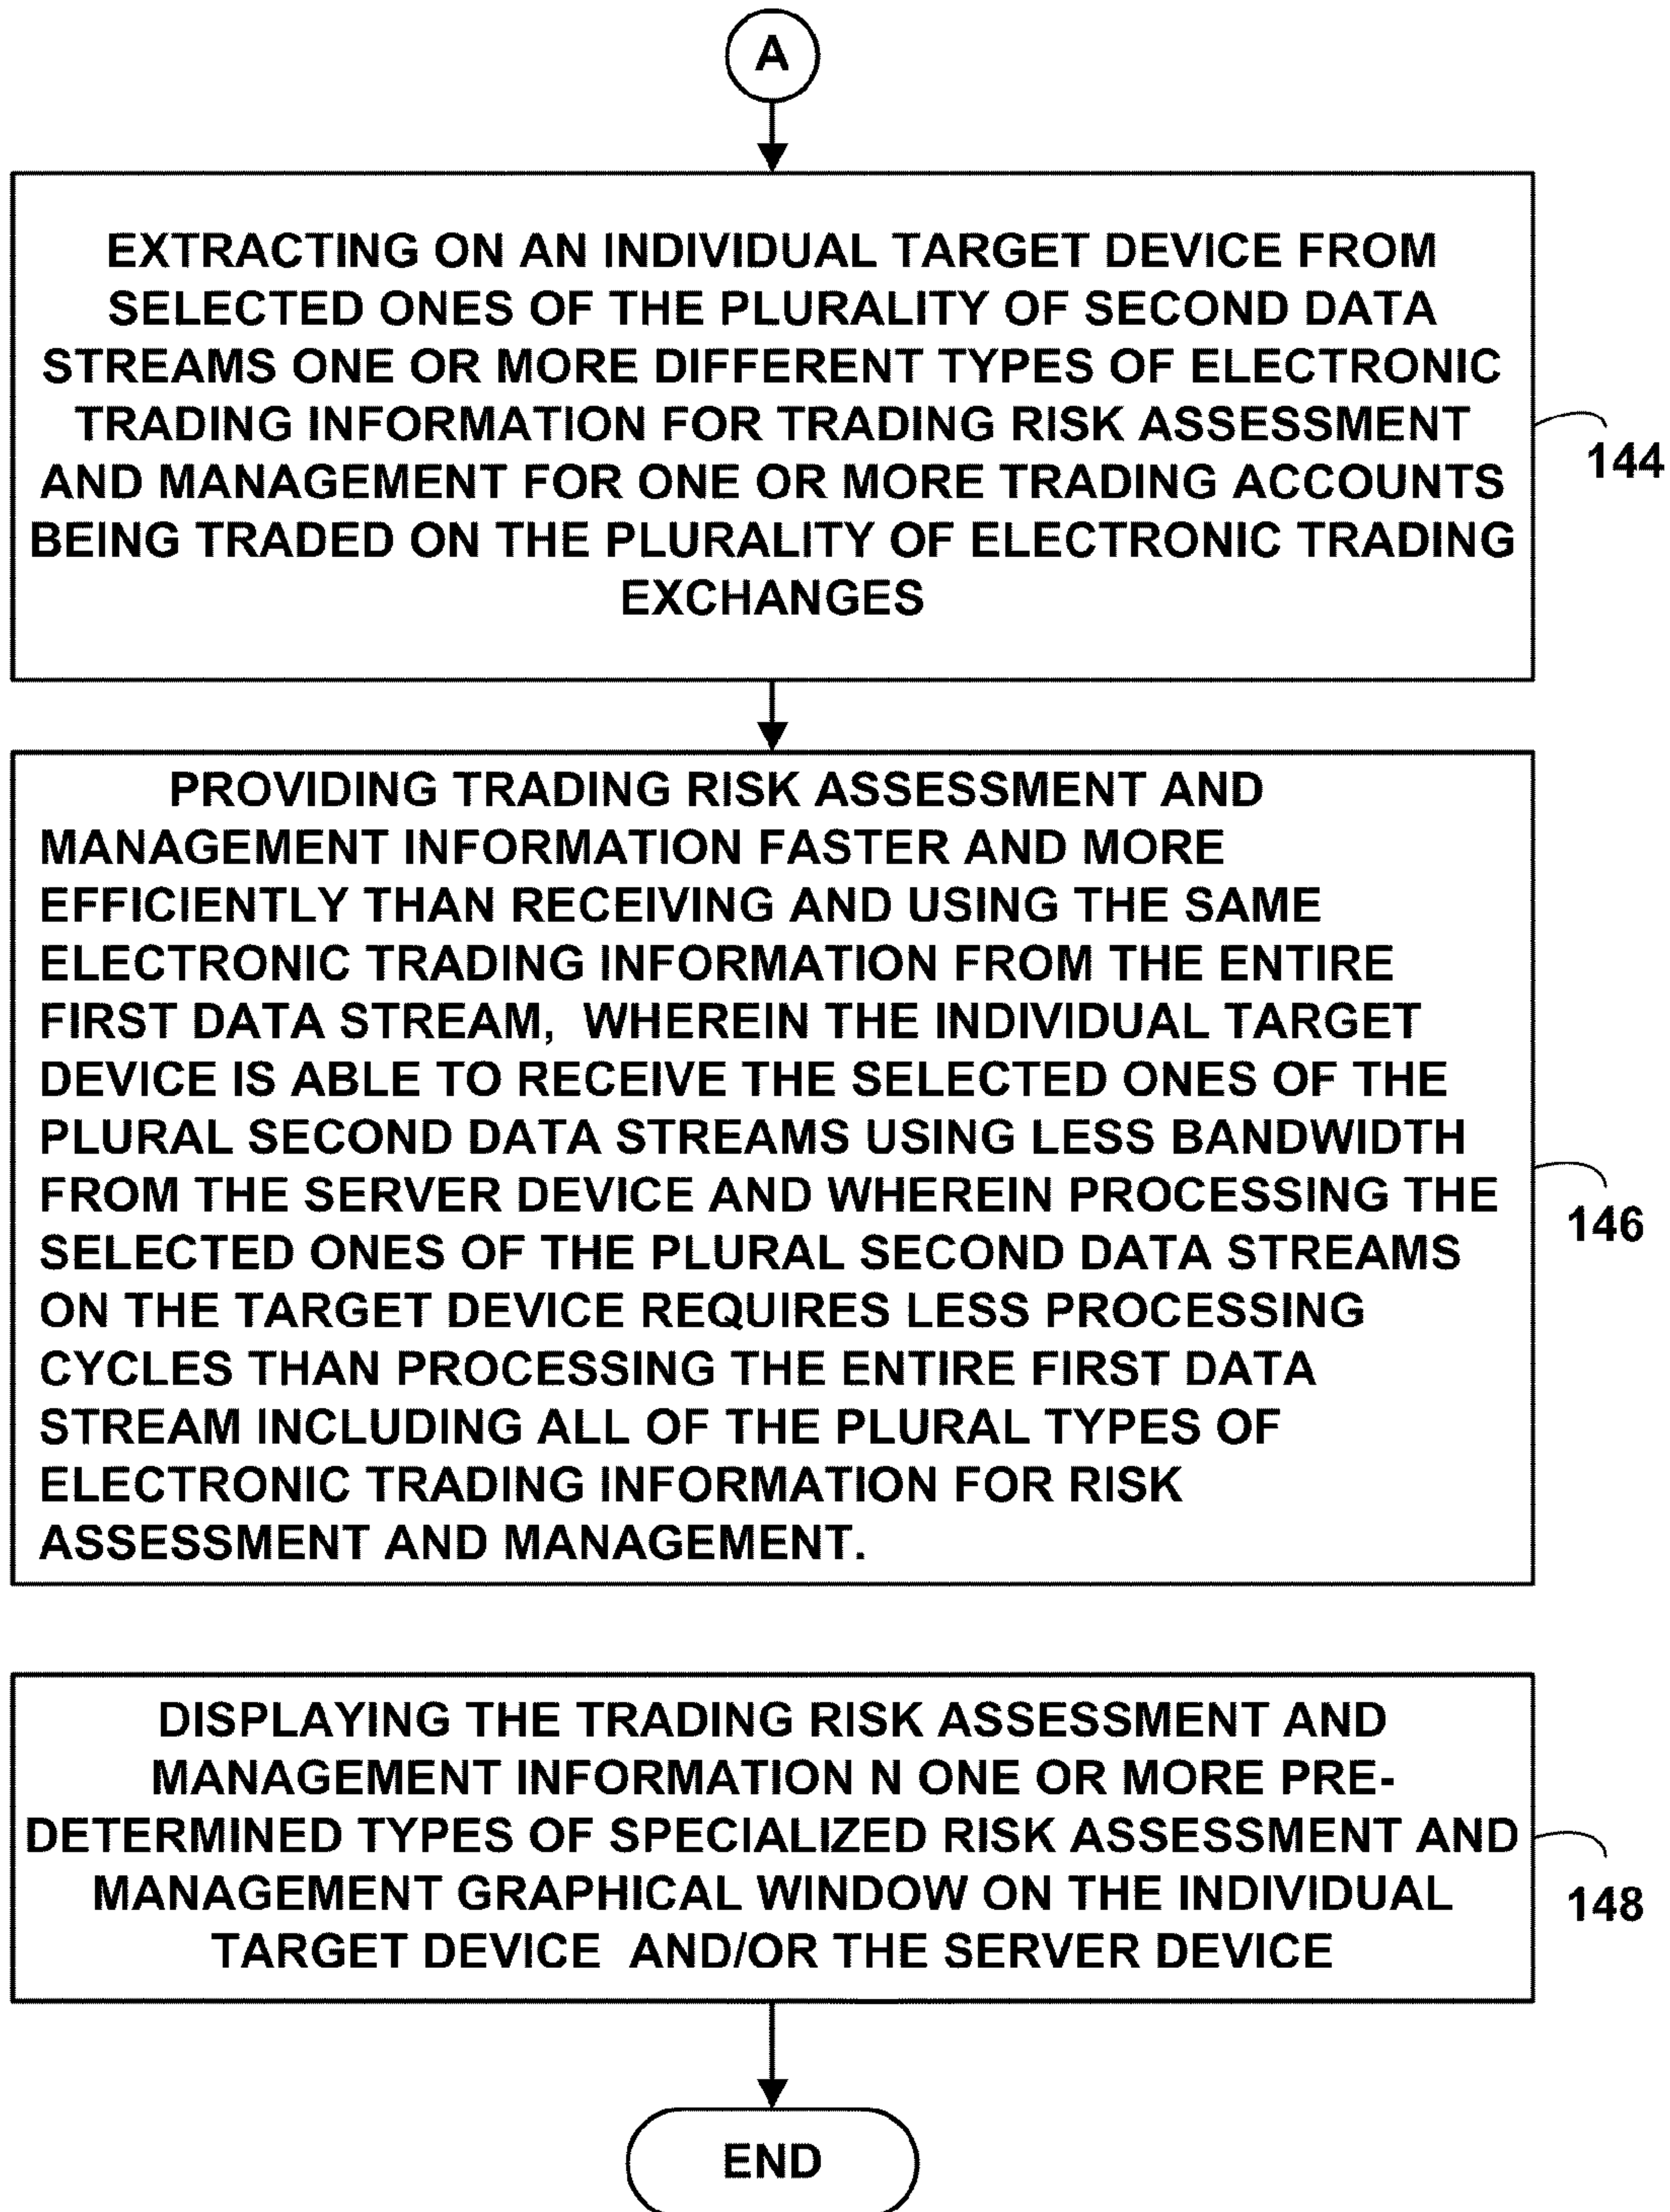 A
EXTRACTING ON AN INDIVIDUAL TARGET DEVICE FROM
SELECTED ONES OF THE PLURALITY OF SECOND DATA
STREAMS ONE OR MORE DIFFERENT TYPES OF ELECTRONIC
TRADING INFORMATION FOR TRADING RISK ASSESSMENT
AND MANAGEMENT FOR ONE OR MORE TRADING ACCOUNTS
BEING TRADED ON THE PLURALITY OF ELECTRONIC TRADING
EXCHANGES
144
PROVIDING TRADING RISK ASSESSMENT AND
MANAGEMENT INFORMATION FASTER AND MORE
EFFICIENTLY THAN RECEIVING AND USING THE SAME
ELECTRONIC TRADING INFORMATION FROM THE ENTIRE
FIRST DATA STREAM, WHEREIN THE INDIVIDUAL TARGET
DEVICE IS ABLE TO RECEIVE THE SELECTED ONES OF THE
PLURAL SECOND DATA STREAMS USING LESS BANDWIDTH
FROM THE SERVER DEVICE AND WHEREIN PROCESSING THE
SELECTED ONES OF THE PLURAL SECOND DATA STREAMS
ON THE TARGET DEVICE REQUIRES LESS PROCESSING
CYCLES THAN PROCESSING THE ENTIRE FIRST DATA
STREAM INCLUDING ALL OF THE PLURAL TYPES OF
ELECTRONIC TRADING INFORMATION FOR RISK
ASSESSMENT AND MANAGEMENT.
146
DISPLAYING THE TRADING RISK ASSESSMENT AND
MANAGEMENT INFORMATION N ONE OR MORE PRE-
DETERMINED TYPES OF SPECIALIZED RISK ASSESSMENT AND
MANAGEMENT GRAPHICAL WINDOW ON THE INDIVIDUAL
TARGET DEVICE AND/OR THE SERVER DEVICE
148
END